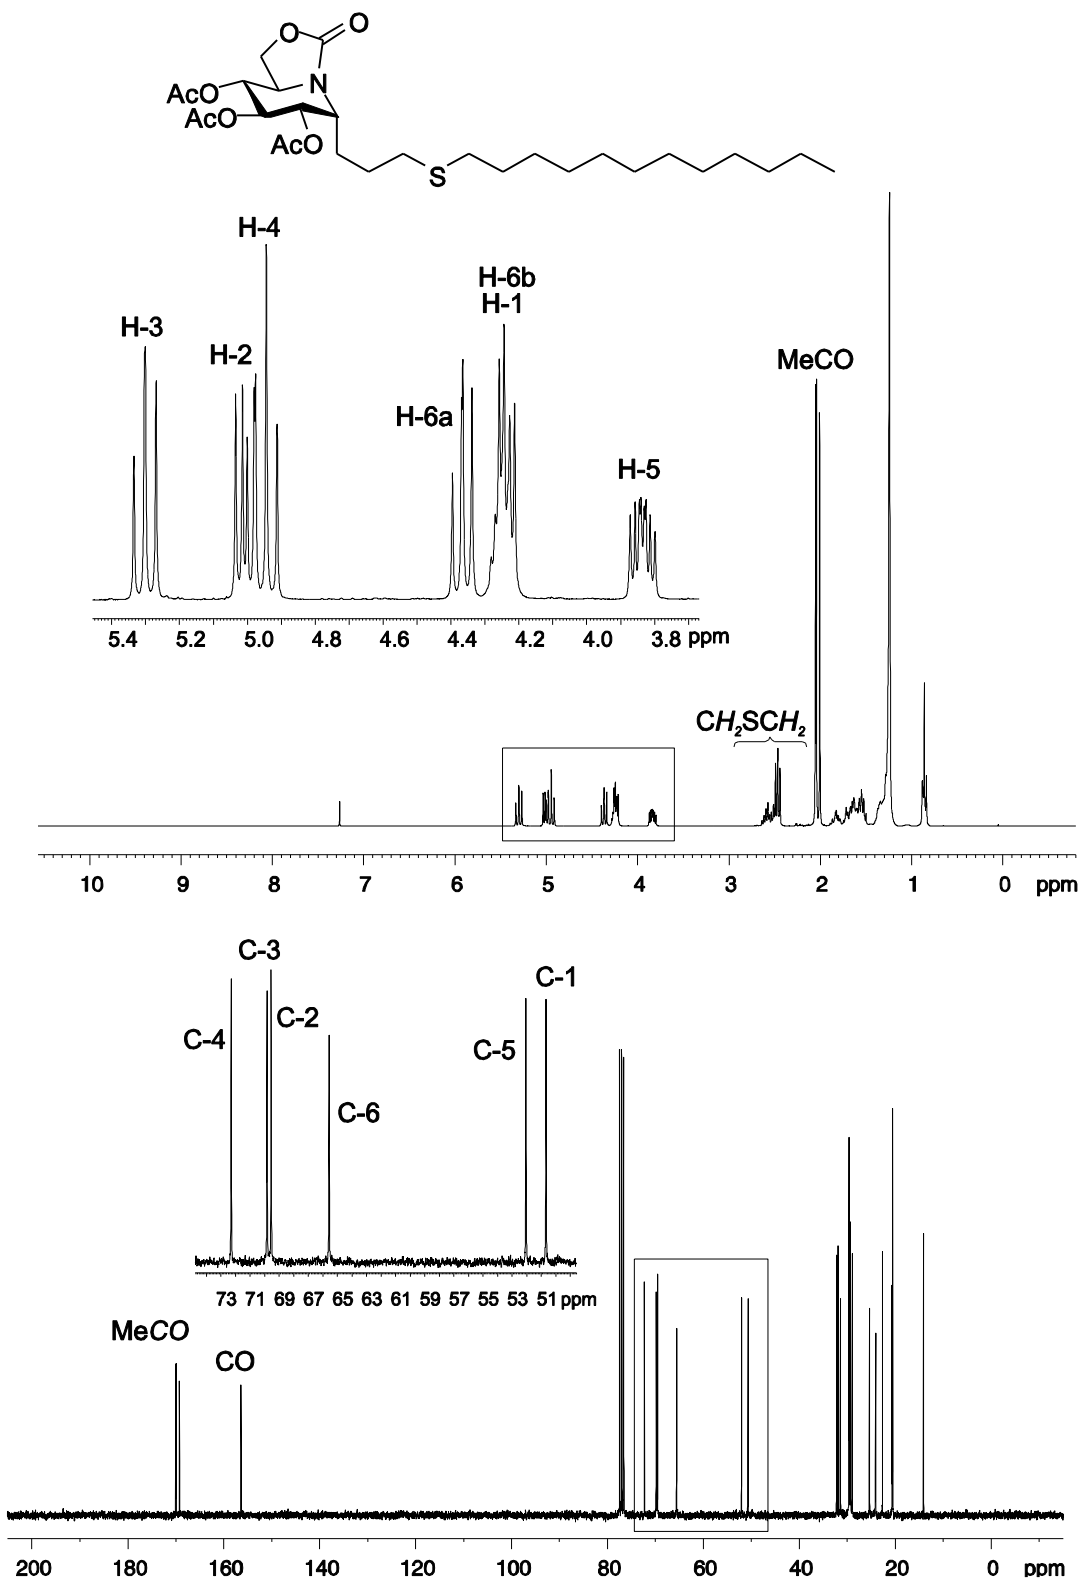 O
O
N
AcO
AcO
AcO
S
H-4
H-6b
H-3
H-1
H-2
MeCO
H-6a
H-5
5.4 5.2 5.0 4.8 4.6 4.4 4.2 4.0 3.8 ppm
CH2SCH2
10 9 8 7 6 5 4 3 2 1 0 ppm
C-3
C-1
C-2
C-4
C-5
C-6
73 71 69 67 65 63 61 59 57 55 53 51 ppm
MeCO
CO
200 180 160 140 120 100 80 60 40 20 0 ppm